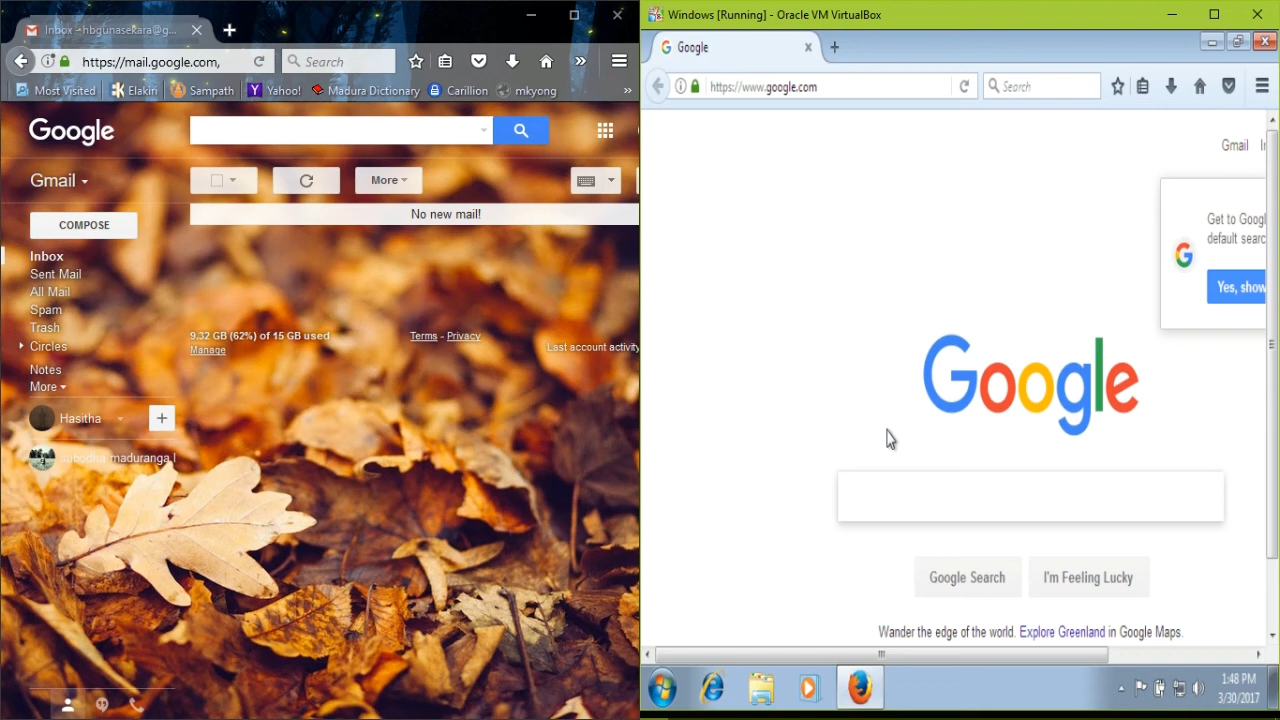 Inbox - hbgunasekara@g...
https://mail.google.com,
Search
Most Visited
Elakiri
Sampath
Yahoo!
Madura Dictionary
Carillion
mkyong
Google
Gmail
More
No new mail!
COMPOSE
Inbox
Sent Mail
All Mail
Spam
Trash
Circles
Notes
More
9.32 GB (62%) of 15 GB used
Manage
Terms - Privacy
Last account activity
Hasitha
subodha maduranga l
Windows [Running] - Oracle VM VirtualBox
Google
https://www.google.com
Search
Gmail
Get to Googl
default searc
Yes, show
Google
Google Search
I'm Feeling Lucky
Wander the edge of the world. Explore Greenland in Google Maps.
1:48 PM
3/30/2017